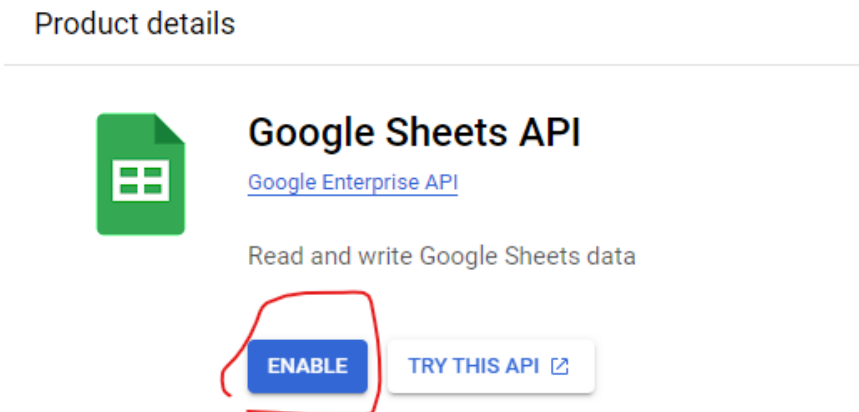 Product details
Google Sheets API
Google Enterprise API
Read and write Google Sheets data
ENABLE
TRY THIS API